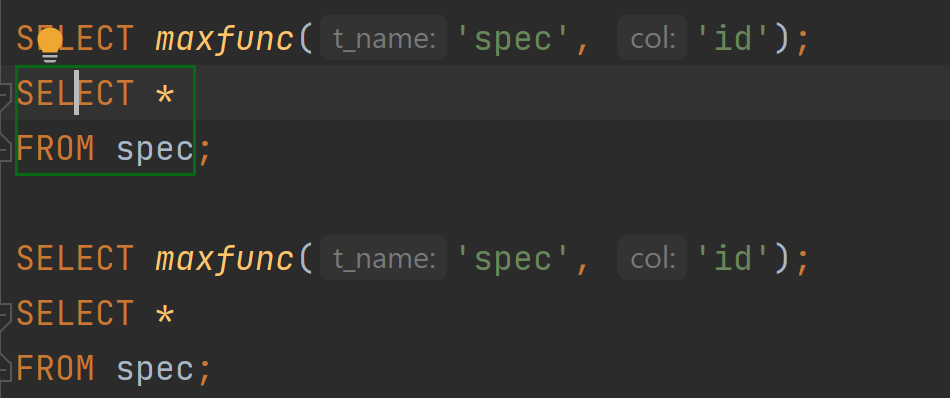 SELECT maxfunc( t_name: 'spec', col: 'id');
SELECT *
FROM spec;
SELECT maxfunc( t_name: 'spec', col: 'id');
SELECT *
FROM spec;